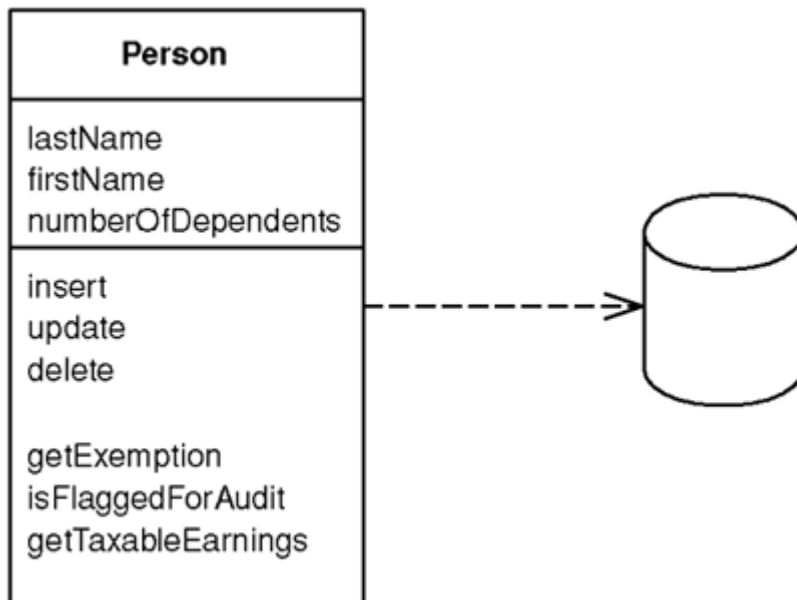 Person
lastName
firstName
numberOfDependents
insert
update
delete
getExemption
isFlaggedForAudit
getTaxableEarnings